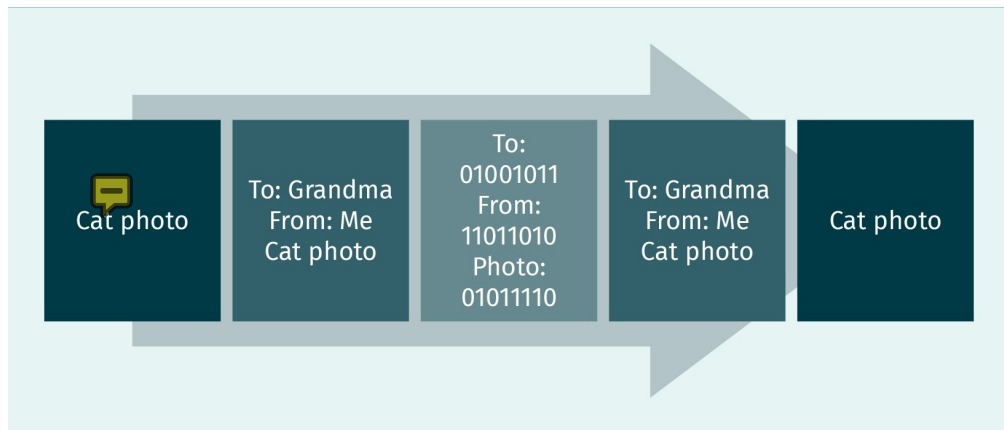 Cat photo
To: Grandma
From: Me
Cat photo
To:
01001011
From:
11011010
Photo:
01011110
To: Grandma
From: Me
Cat photo
Cat photo